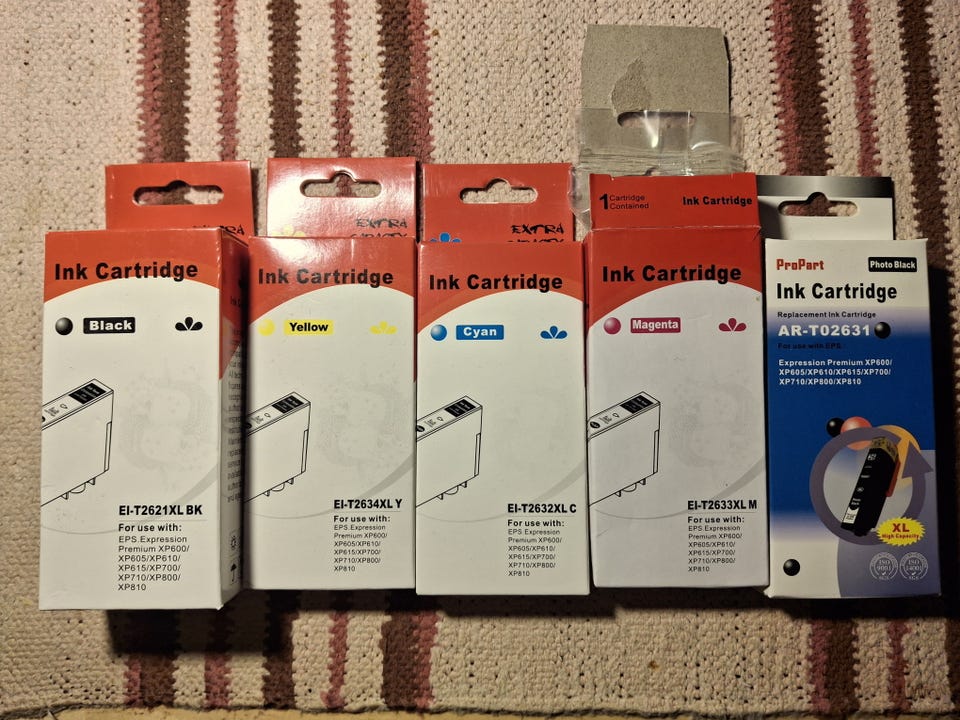 Ink Cartridge
Black
EI-T2621XL BK
For use with:
EPS.Expression
Premium XP600/
XP605/XP610/
XP615/XP700/
XP710/XP800/
XP810
EXTRA
Ink Cartridge
Yellow
EI-T2634XL Y
For use with:
EPS.Expression
Premium XP600/
XP605/XP610/
XP615/XP700/
XP710/XP800/
XP810
EXTRA
CAPACITY
Ink Cartridge
Cyan
EI-T2632XL C
For use with:
EPS.Expression
Premium XP600/
XP605/XP610/
XP615/XP700/
XP710/XP800/
XP810
1 Cartridge Contained
Ink Cartridge
Ink Cartridge
Magenta
EI-T2633XL M
For use with:
EPS.Expression
Premium XP600/
XP605/XP610/
XP615/XP700/
XP710/XP800/
XP810
ProPart
Photo Black
Ink Cartridge
Replacement Ink Cartridge
AR-T02631
For use with EPS.:
Expression Premium XP600/
XP605/XP610/XP615/XP700/
XP710/XP800/XP810
XL
High Capacity
ISO 9001
ISO 14001